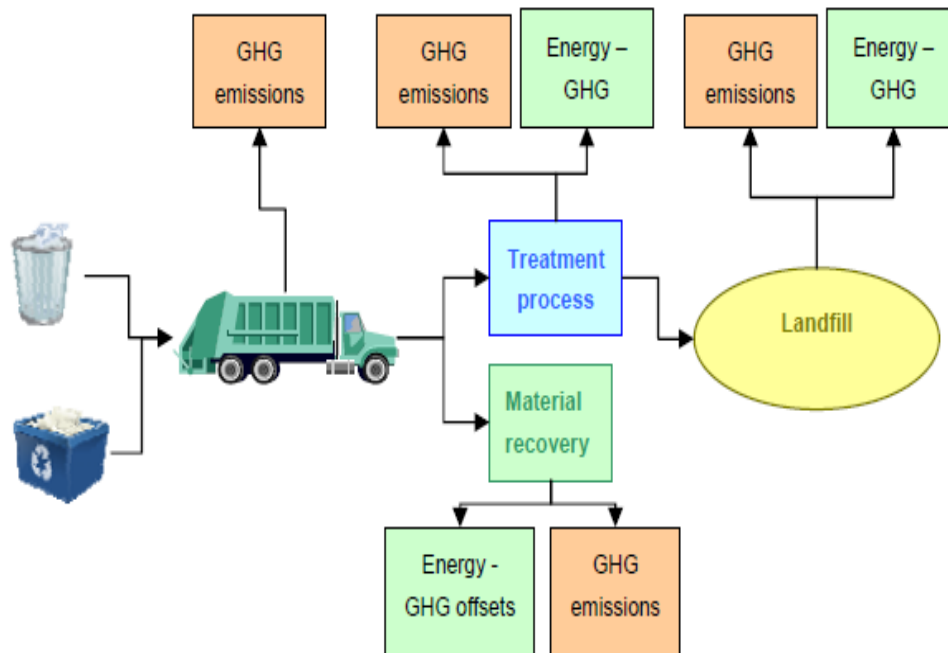 GHG
emissions
GHG
emissions
Energy –
GHG
GHG
emissions
Energy –
GHG
Treatment
process
Landfill
Material
recovery
Energy -
GHG offsets
GHG
emissions